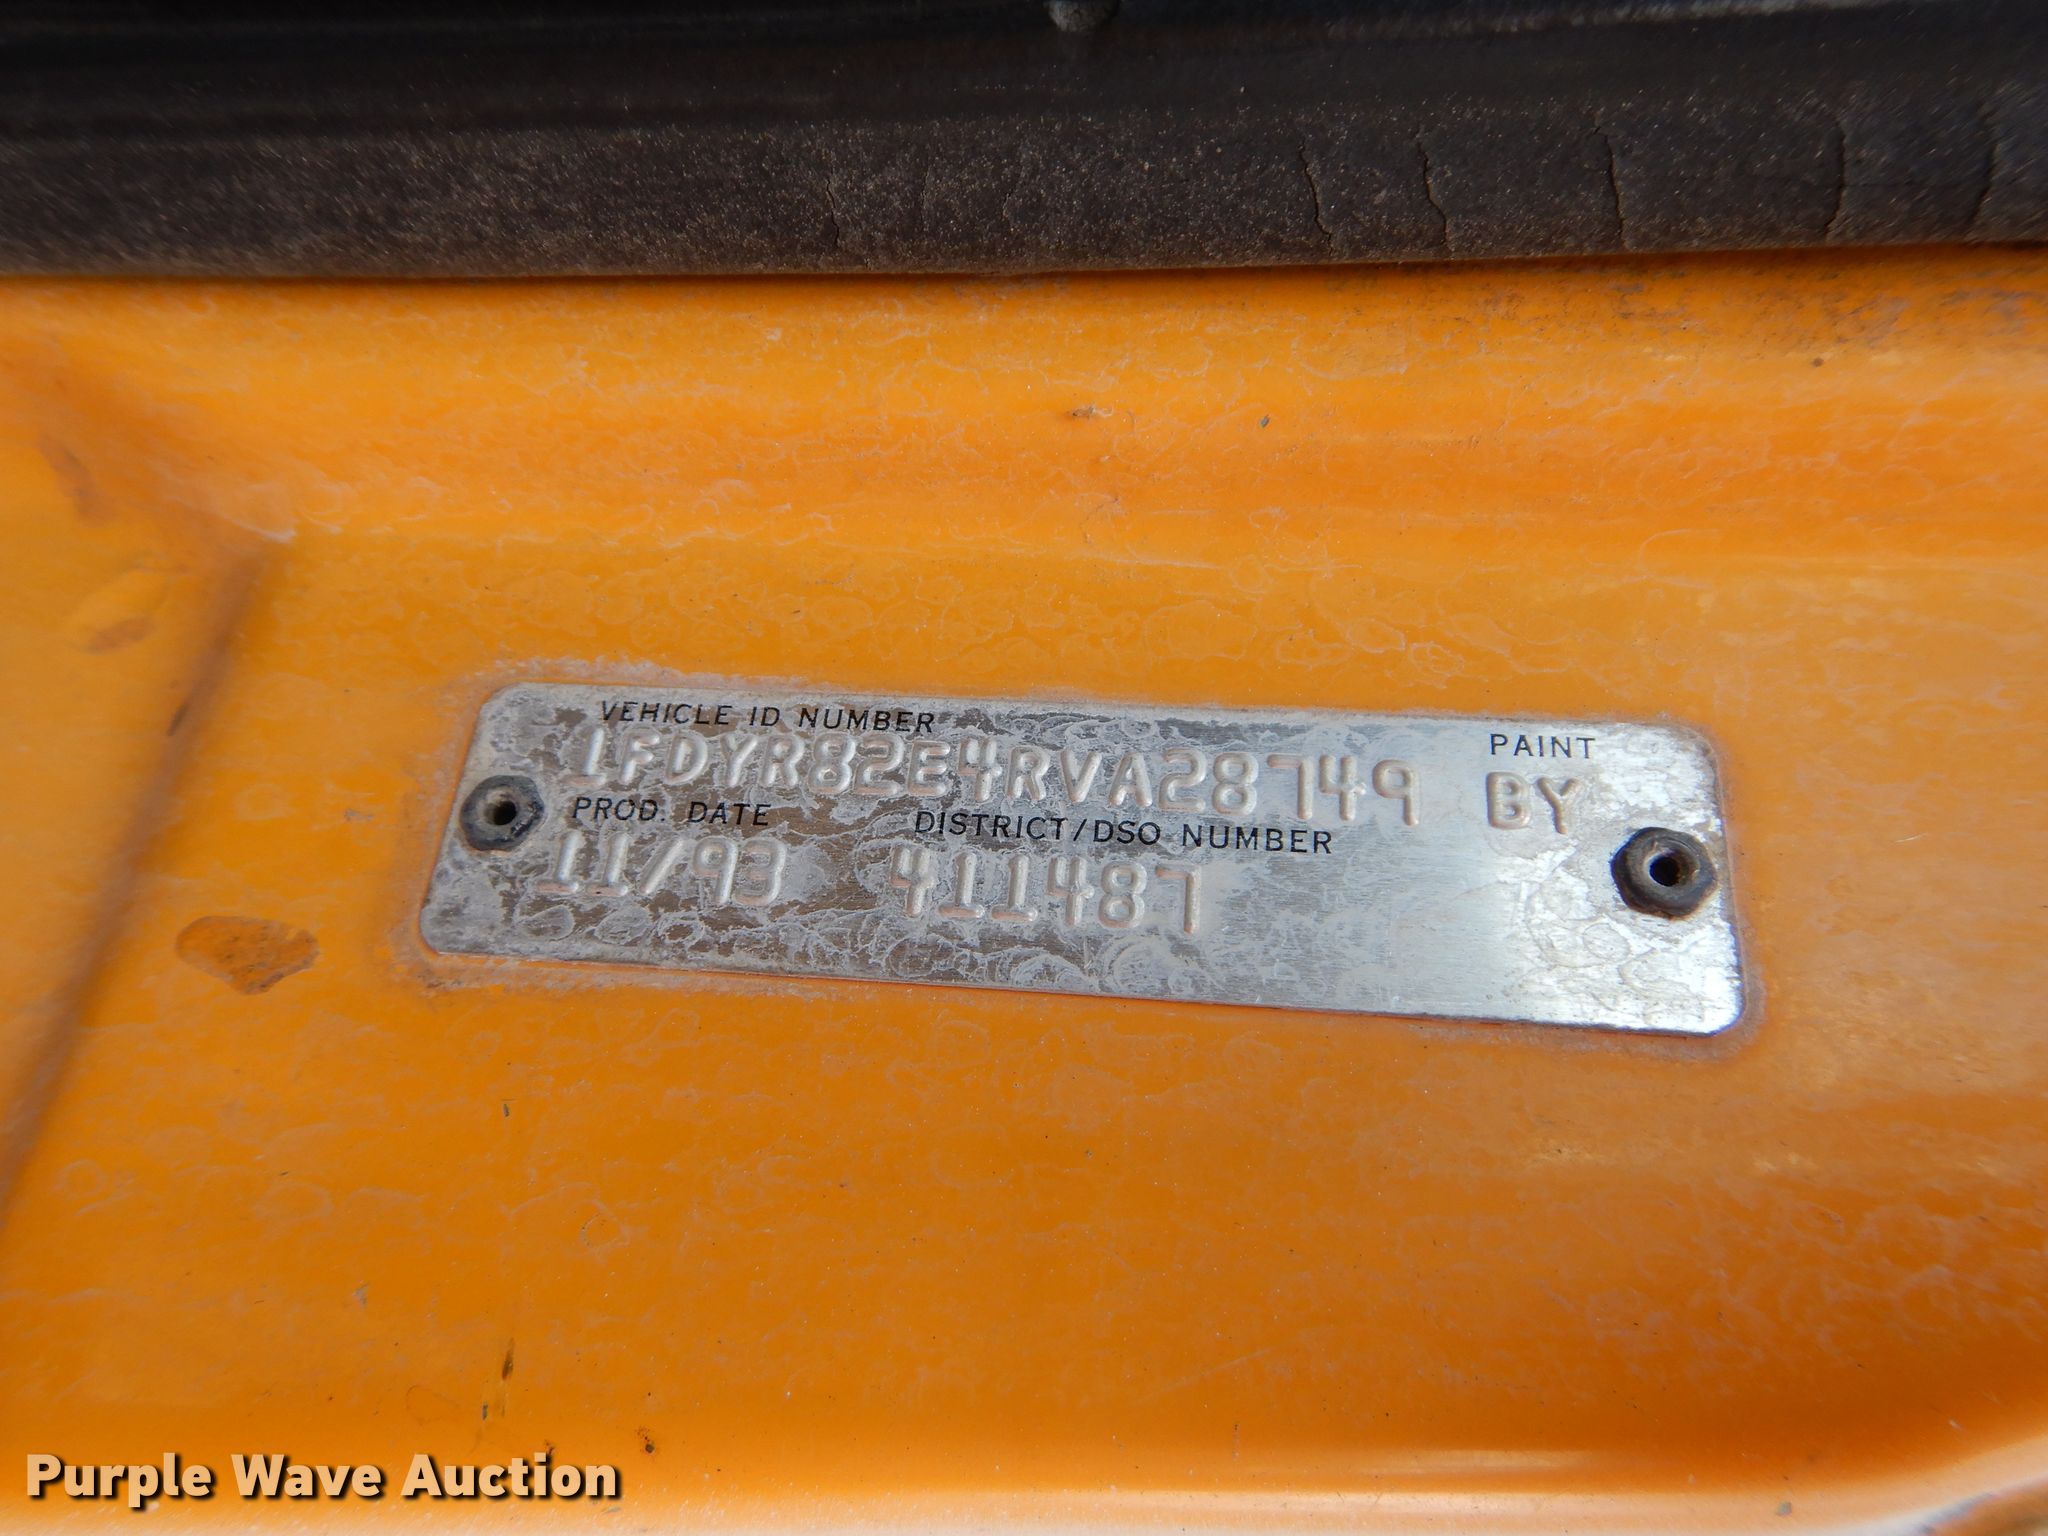 VEHICLE ID NUMBER
1FDYR82E4RVA28749
PAINT
BY
PROD. DATE
11/93
DISTRICT/DSO NUMBER
411487
Purple Wave Auction